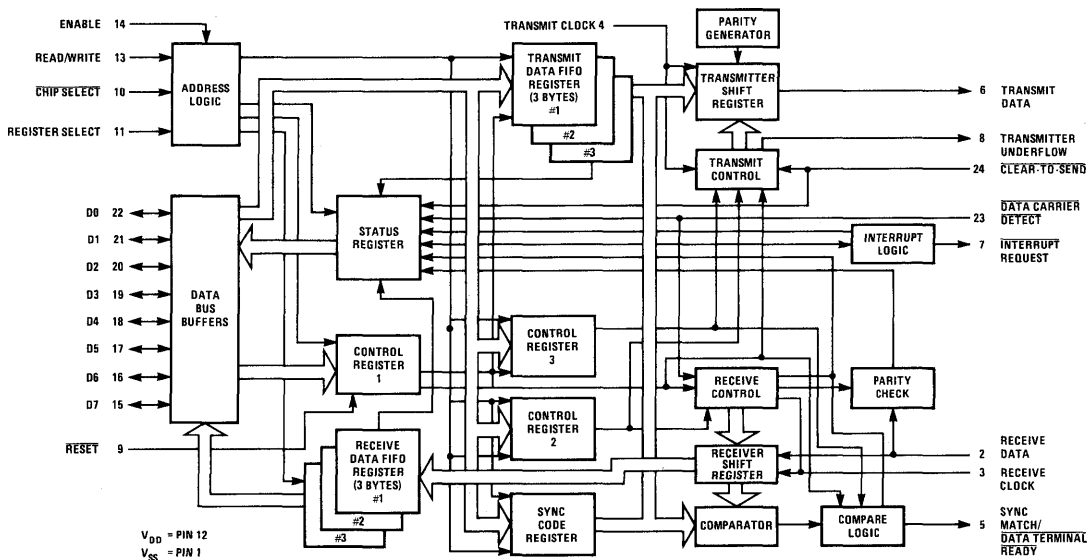 ENABLE 14
READ/WRITE 13
CHIP SELECT 10
REGISTER SELECT 11
ADDRESS
LOGIC
TRANSMIT CLOCK 4
TRANSMIT
DATA FIFO
REGISTER
(3 BYTES)
#1
#2
#3
PARITY
GENERATOR
TRANSMITTER
SHIFT
REGISTER
6 TRANSMIT
DATA
8 TRANSMITTER
UNDERFLOW
TRANSMIT
CONTROL
24 CLEAR-TO-SEND
DATA CARRIER
23 DETECT
D0 22
D1 21
D2 20
D3 19
D4 18
D5 17
D6 16
D7 15
DATA
BUS
BUFFERS
STATUS
REGISTER
INTERRUPT
LOGIC
7 INTERRUPT
REQUEST
CONTROL
REGISTER
1
CONTROL
REGISTER
3
CONTROL
REGISTER
2
RECEIVE
CONTROL
PARITY
CHECK
RESET 9
RECEIVE
DATA FIFO
REGISTER
(3 BYTES)
#1
#2
#3
RECEIVER
SHIFT
REGISTER
RECEIVE
2 DATA
3 RECEIVE
CLOCK
SYNC
CODE
REGISTER
COMPARATOR
COMPARE
LOGIC
SYNC
5 MATCH/
DATA TERMINAL
READY
VDD = PIN 12
VSS = PIN 1